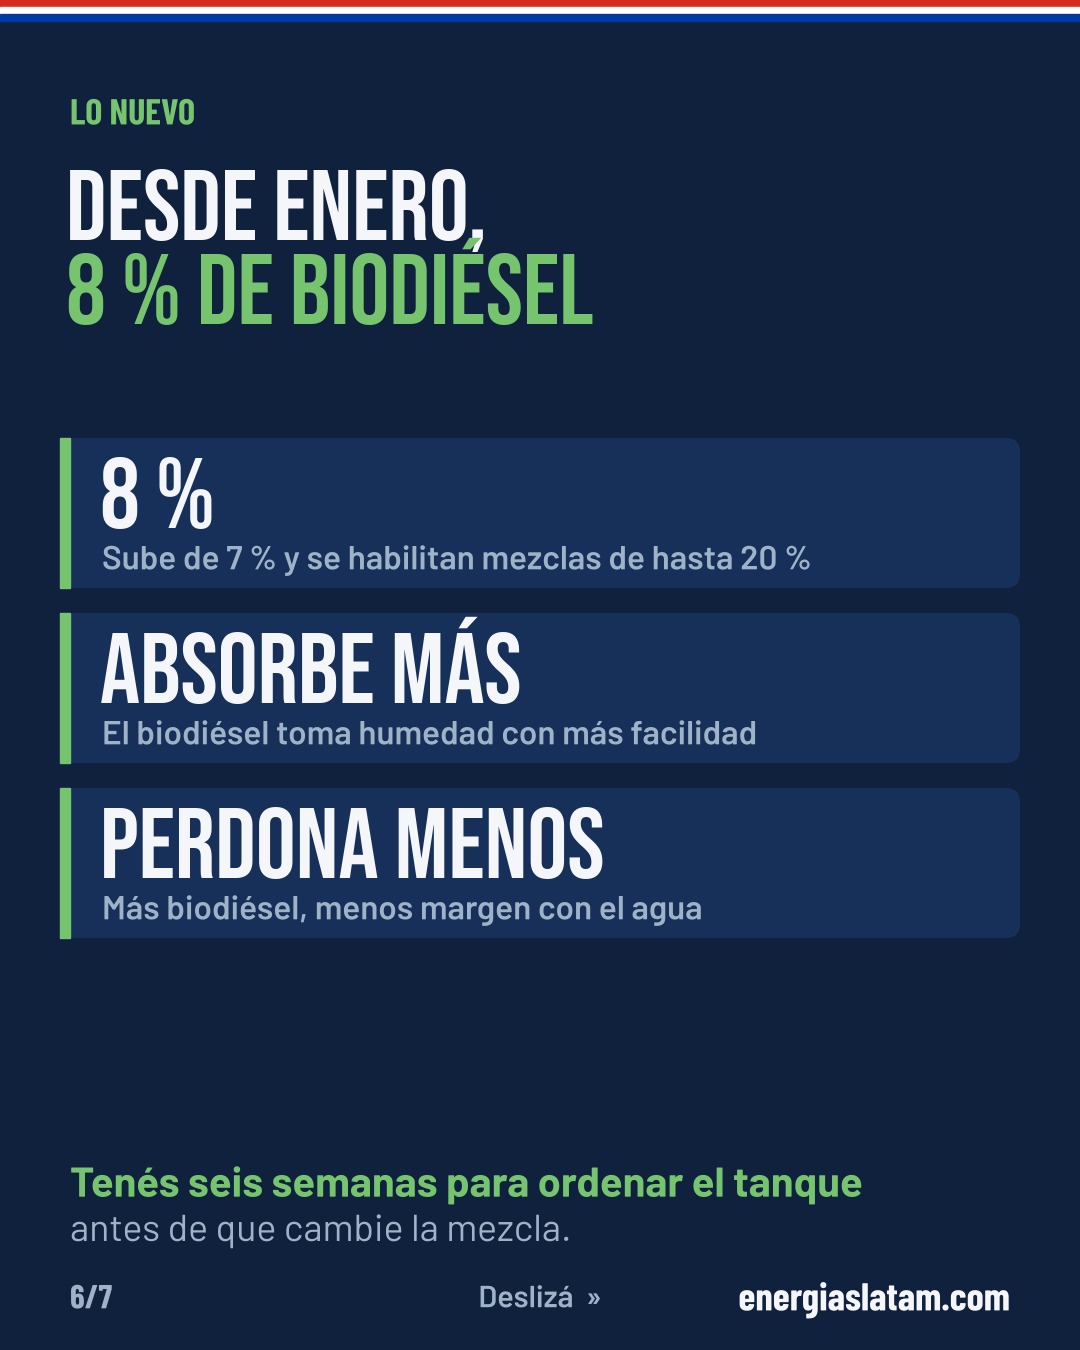 LO NUEVO
DESDE ENERO,
8 % DE BIODIÉSEL
8 %
Sube de 7 % y se habilitan mezclas de hasta 20 %
ABSORBE MÁS
El biodiésel toma humedad con más facilidad
PERDONA MENOS
Más biodiésel, menos margen con el agua
Tenés seis semanas para ordenar el tanque
antes de que cambie la mezcla.
6/7
Deslizá »
energiaslatam.com